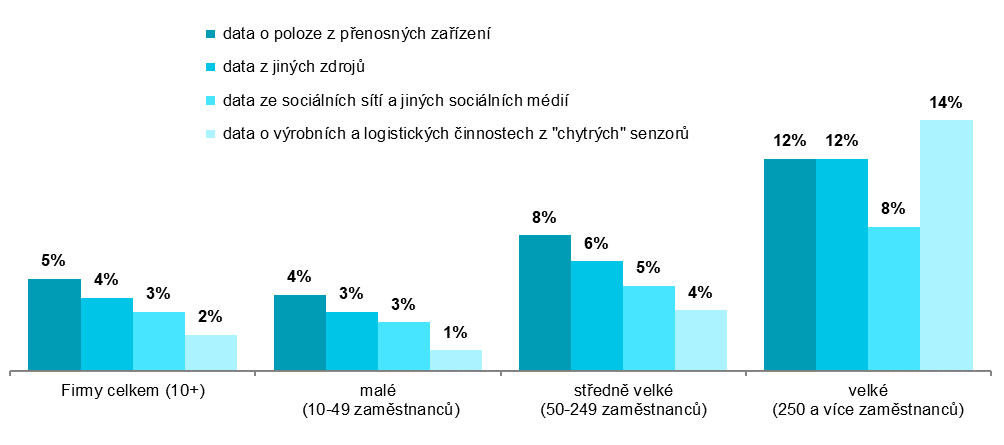 data o poloze z přenosných zařízení
data z jiných zdrojů
data ze sociálních sítí a jiných sociálních médií
data o výrobních a logistických činnostech z "chytrých" senzorů
5%
4%
3%
2%
4%
3%
3%
1%
8%
6%
5%
4%
12%
12%
8%
14%
Firmy celkem (10+)
malé
(10-49 zaměstnanců)
středně velké
(50-249 zaměstnanců)
velké
(250 a více zaměstnanců)